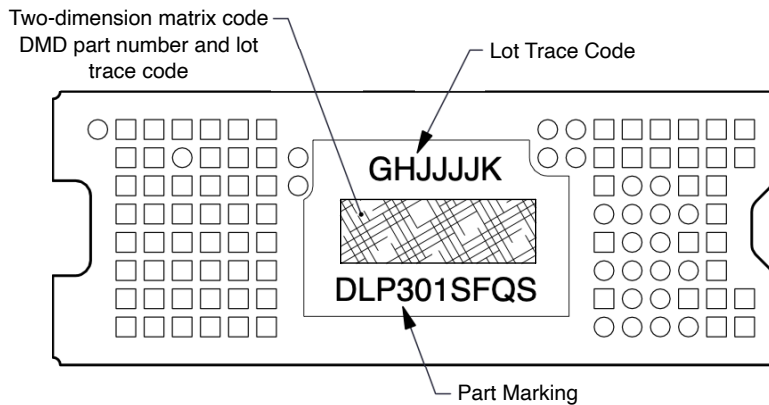 Two-dimension matrix code
DMD part number and lot
trace code
Lot Trace Code
GHJJJJK
DLP301SFQS
Part Marking